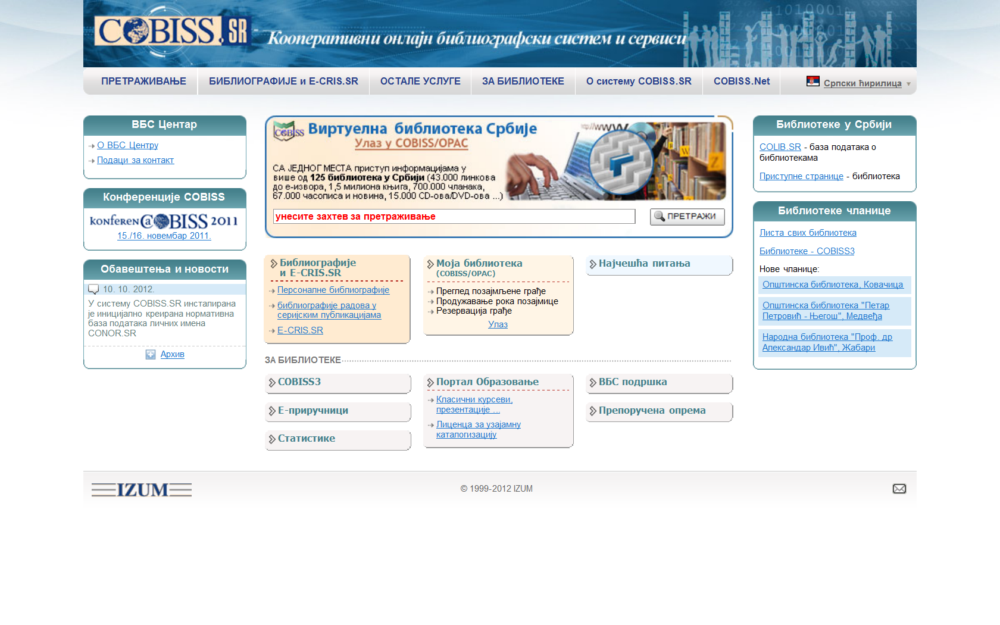 COBISS.SR
Кооперативни онлајн библиографски систем и сервиси
ПРЕТРАЖИВАЊЕ
БИБЛИОГРАФИЈЕ и E-CRIS.SR
ОСТАЛЕ УСЛУГЕ
ЗА БИБЛИОТЕКЕ
О систему COBISS.SR
COBISS.Net
Српски ћирилица
ВБС Центар
О ВБС Центру
Подаци за контакт
Конференције COBISS
konferen@COBISS 2011
15./16. новембар 2011.
Обавештења и новости
10. 10. 2012.
У систему COBISS.SR инсталирана
је иницијално креирана нормативна
база података личних имена
CONOR.SR
Архив
COBISS
Виртуелна библиотека Србије
Улаз у COBISS/OPAC
http://www
СА ЈЕДНОГ МЕСТА приступ информацијама у
више од 125 библиотека у Србији (43.000 линкова
до е-извора, 1,5 милиона књига, 700.000 чланака,
67.000 часописа и новина, 15.000 CD-ова/DVD-ова ...)
унесите захтев за претраживање
ПРЕТРАЖИ
Библиографије
и E-CRIS.SR
Персоналне библиографије
библиографије радова у
серијским публикацијама
E-CRIS.SR
Моја библиотека
(COBISS/OPAC)
Преглед позајмљене грађе
Продужавање рока позајмице
Резервација грађе
Улаз
Најчешћа питања
ЗА БИБЛИОТЕКЕ
COBISS3
Е-приручници
Статистике
Портал Образовање
Класични курсеви,
презентације ...
Лиценца за узајамну
каталогизацију
ВБС подршка
Препоручена опрема
Библиотеке у Србији
COLIB.SR - база података о
библиотекама
Приступне странице - библиотека
Библиотеке чланице
Листа свих библиотека
Библиотеке - COBISS3
Нове чланице:
Општинска библиотека, Ковачица
Општинска библиотека "Петар
Петровић - Његош", Медвеђа
Народна библиотека "Проф. др
Александар Ивић", Жабари
IZUM
© 1999-2012 IZUM